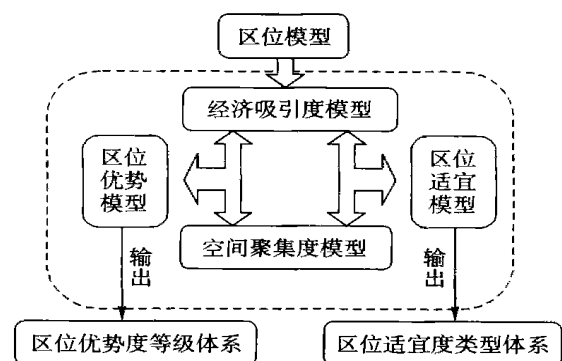 区位模型
经济吸引度模型
区位
优势
模型
区位
适宜
模型
空间聚集度模型
输出
输出
区位优势度等级体系
区位适宜度类型体系